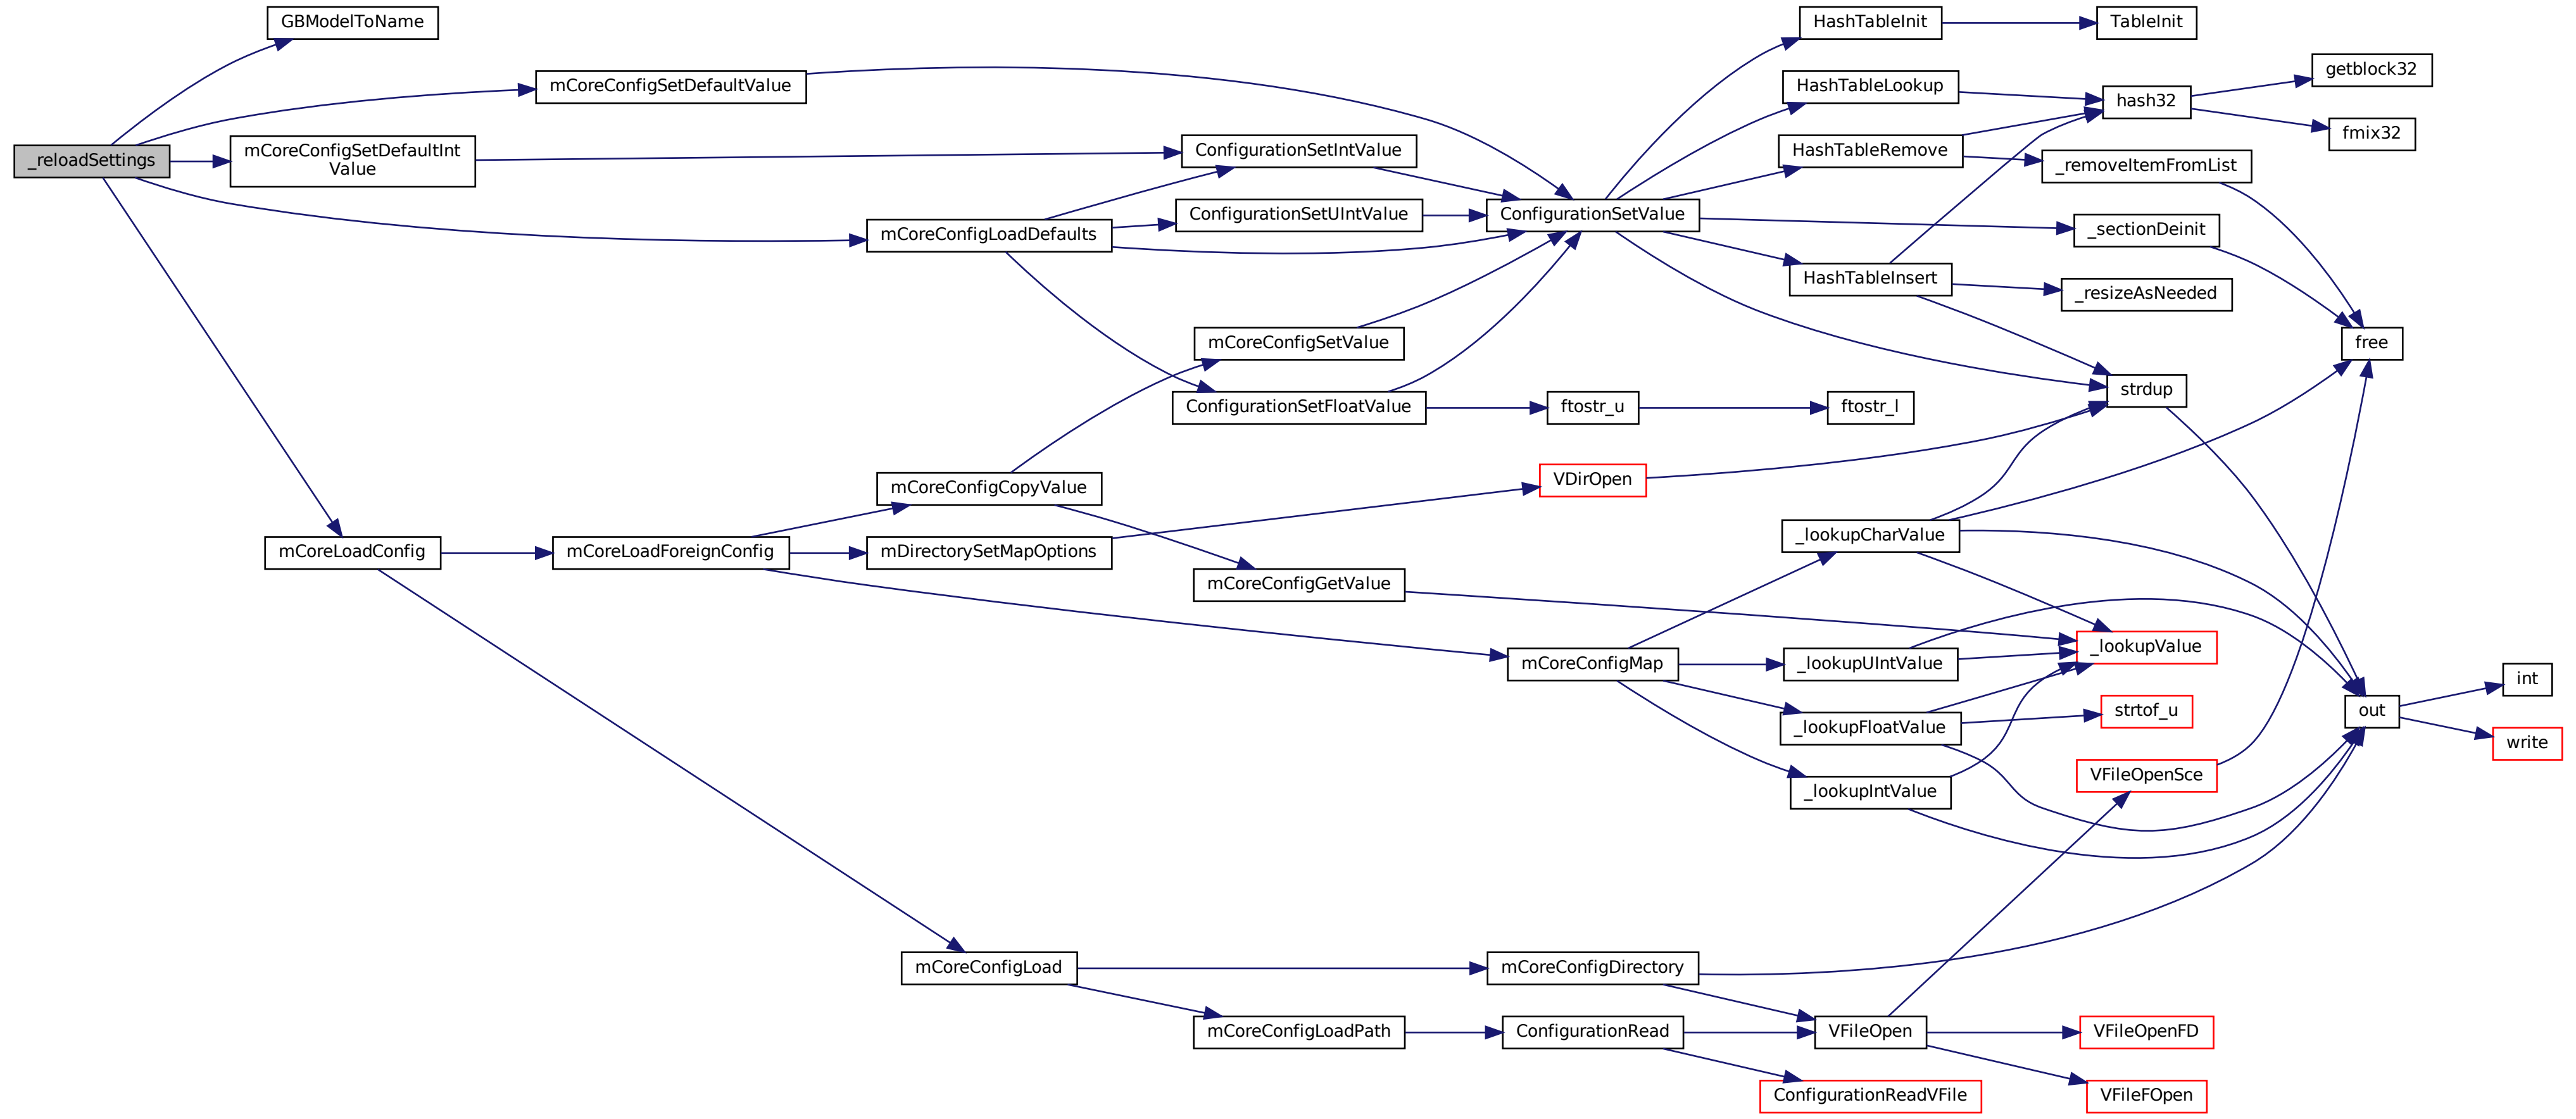 _reloadSettings
GBModelToName
mCoreConfigSetDefaultValue
mCoreConfigSetDefaultInt
Value
mCoreConfigLoadDefaults
mCoreLoadConfig
mCoreLoadForeignConfig
mCoreConfigCopyValue
mDirectorySetMapOptions
mCoreConfigLoad
ConfigurationSetIntValue
ConfigurationSetUIntValue
mCoreConfigSetValue
ConfigurationSetFloatValue
mCoreConfigGetValue
mCoreConfigLoadPath
ConfigurationSetValue
ftostr_u
VDirOpen
mCoreConfigMap
mCoreConfigDirectory
ConfigurationRead
HashTableInit
HashTableLookup
HashTableRemove
HashTableInsert
ftostr_l
_lookupCharValue
_lookupUIntValue
_lookupFloatValue
_lookupIntValue
VFileOpen
ConfigurationReadVFile
TableInit
hash32
_removeItemFromList
_sectionDeinit
_resizeAsNeeded
strdup
_lookupValue
strtof_u
VFileOpenSce
VFileOpenFD
VFileFOpen
getblock32
fmix32
free
out
int
write